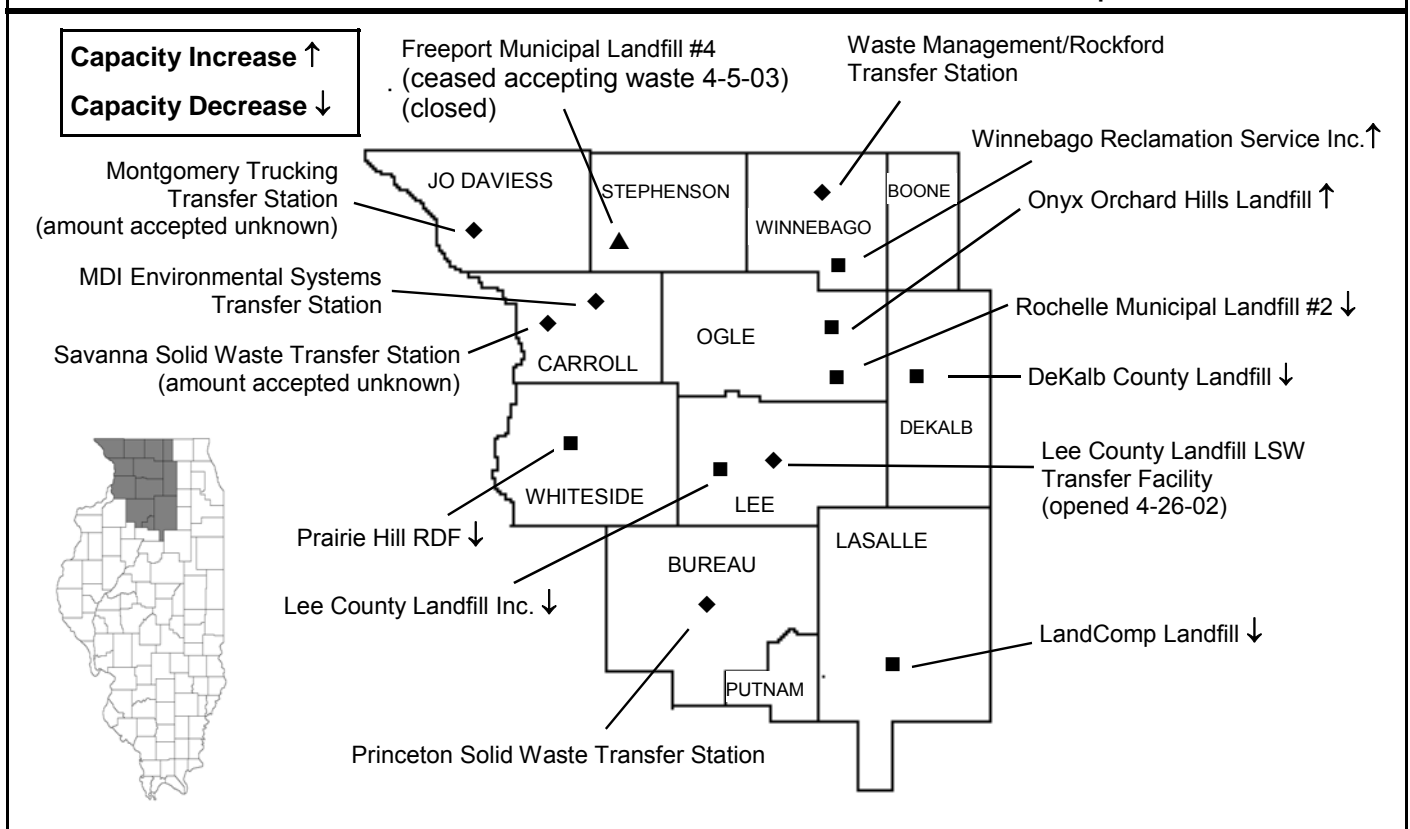 Capacity Increase ↑
Capacity Decrease ↓
Freeport Municipal Landfill #4
(ceased accepting waste 4-5-03)
(closed)
Waste Management/Rockford
Transfer Station
Winnebago Reclamation Service Inc.↑
Onyx Orchard Hills Landfill ↑
Rochelle Municipal Landfill #2 ↓
DeKalb County Landfill ↓
Lee County Landfill LSW
Transfer Facility
(opened 4-26-02)
LandComp Landfill ↓
Montgomery Trucking
Transfer Station
(amount accepted unknown)
MDI Environmental Systems
Transfer Station
Savanna Solid Waste Transfer Station
(amount accepted unknown)
Prairie Hill RDF ↓
Lee County Landfill Inc. ↓
Princeton Solid Waste Transfer Station
JO DAVIESS
STEPHENSON
WINNEBAGO
BOONE
CARROLL
OGLE
DEKALB
WHITESIDE
LEE
BUREAU
LASALLE
PUTNAM